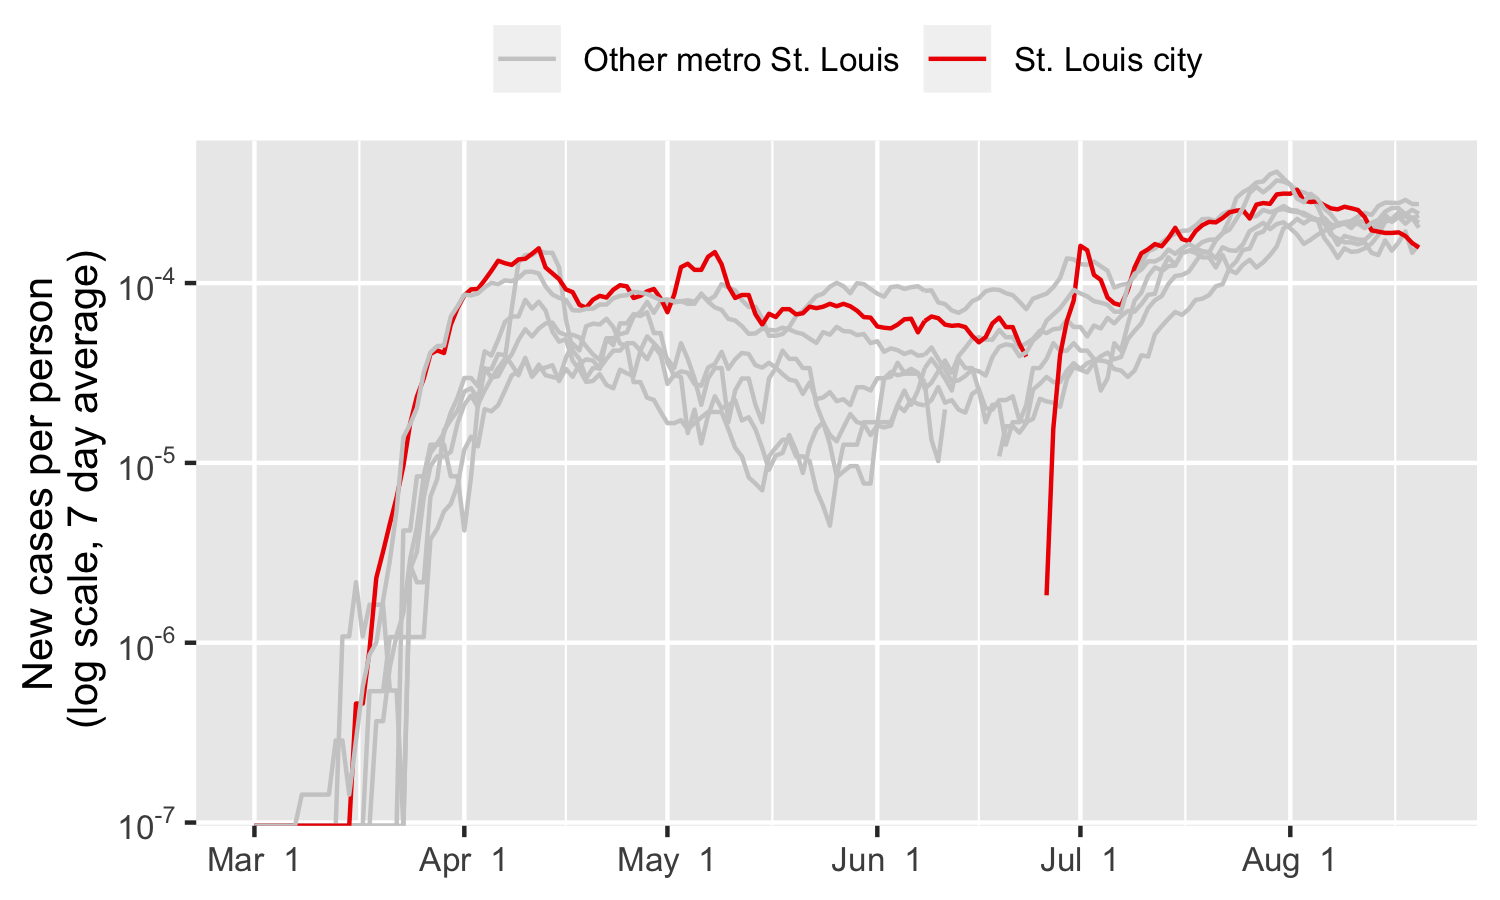 Other metro St. Louis
St. Louis city
New cases per person
(log scale, 7 day average)
10-4
10-5
10-6
10-7
Mar 1
Apr 1
May 1
Jun 1
Jul 1
Aug 1